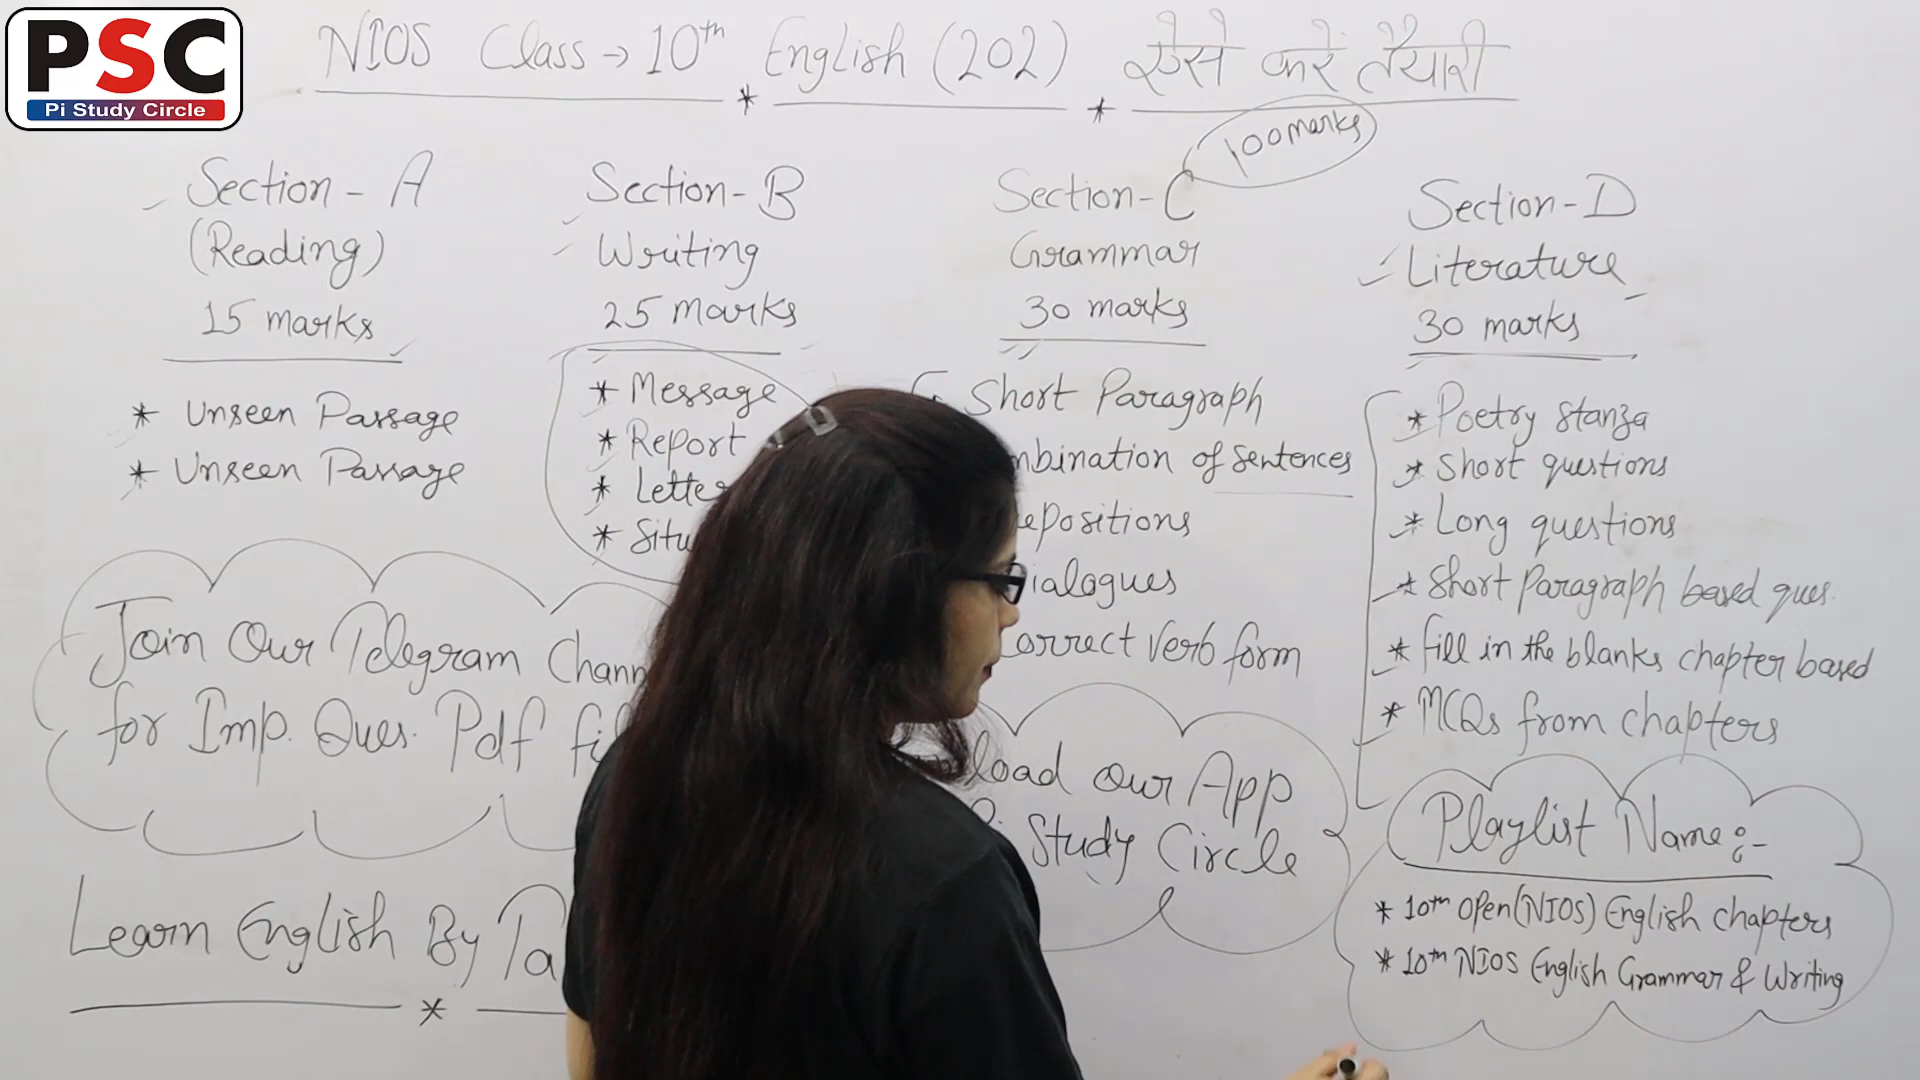 PSC
Pi Study Circle
NIOS Class → 10th English (202) ऐसे करें तैयारी
100 marks
Section - A
(Reading)
15 marks
* Unseen Passage
* Unseen Passage
Section - B
Writing
25 marks
* Message
* Report
* Lette
* Situ
Section - C
Grammar
30 marks
Short Paragraph
mbination of sentences
epositions
ialogues
Correct Verb form
Section - D
Literature
30 marks
* Poetry stanza
* Short questions
* Long questions
* Short Paragraph based ques.
* Fill in the blanks chapter based
* MCQs from chapters
Join Our Telegram Chann
for Imp. Ques. Pdf fi
load our App
Study Circle
Playlist Name :-
* 10th Open (NIOS) English chapters
* 10th NIOS English Grammar & Writing
Learn English By Pa